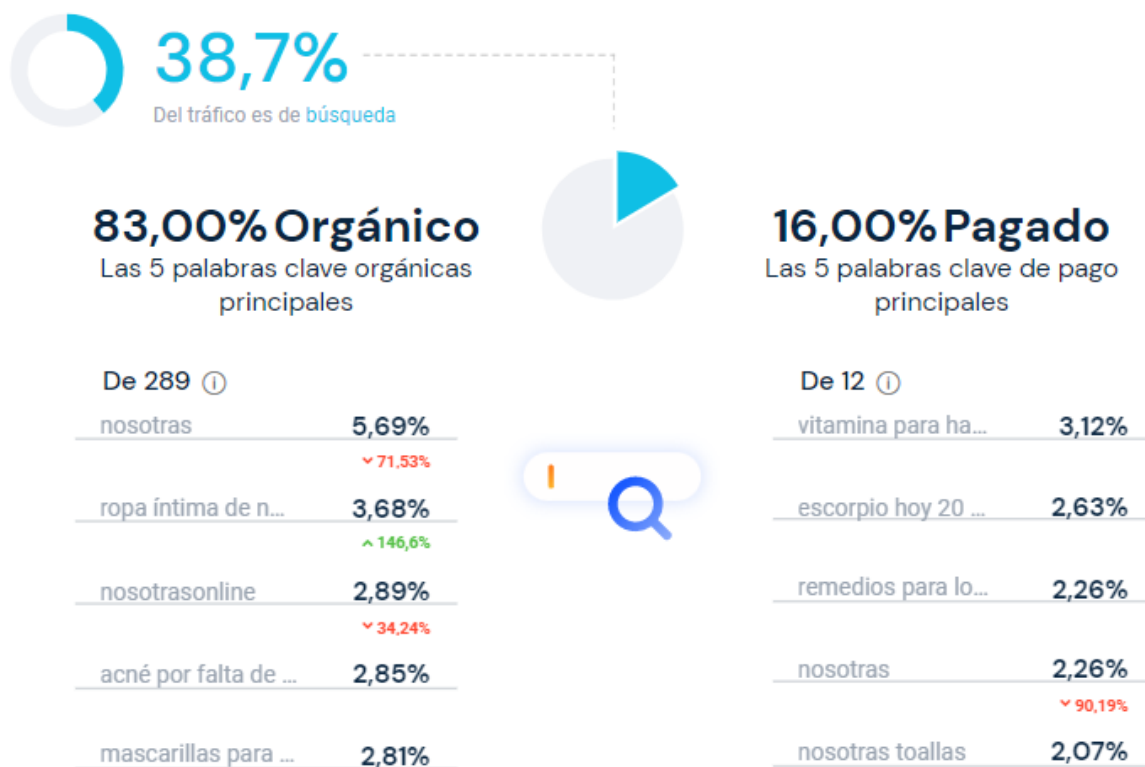 38,7%
Del tráfico es de búsqueda
83,00% Orgánico
Las 5 palabras clave orgánicas
principales
De 289
nosotras 5,69%
71,53%
ropa íntima de n... 3,68%
146,6%
nosotrasonline 2,89%
34,24%
acné por falta de ... 2,85%
mascarillas para ... 2,81%
16,00% Pagado
Las 5 palabras clave de pago
principales
De 12
vitamina para ha... 3,12%
escorpio hoy 20 ... 2,63%
remedios para lo... 2,26%
nosotras 2,26%
90,19%
nosotras toallas 2,07%